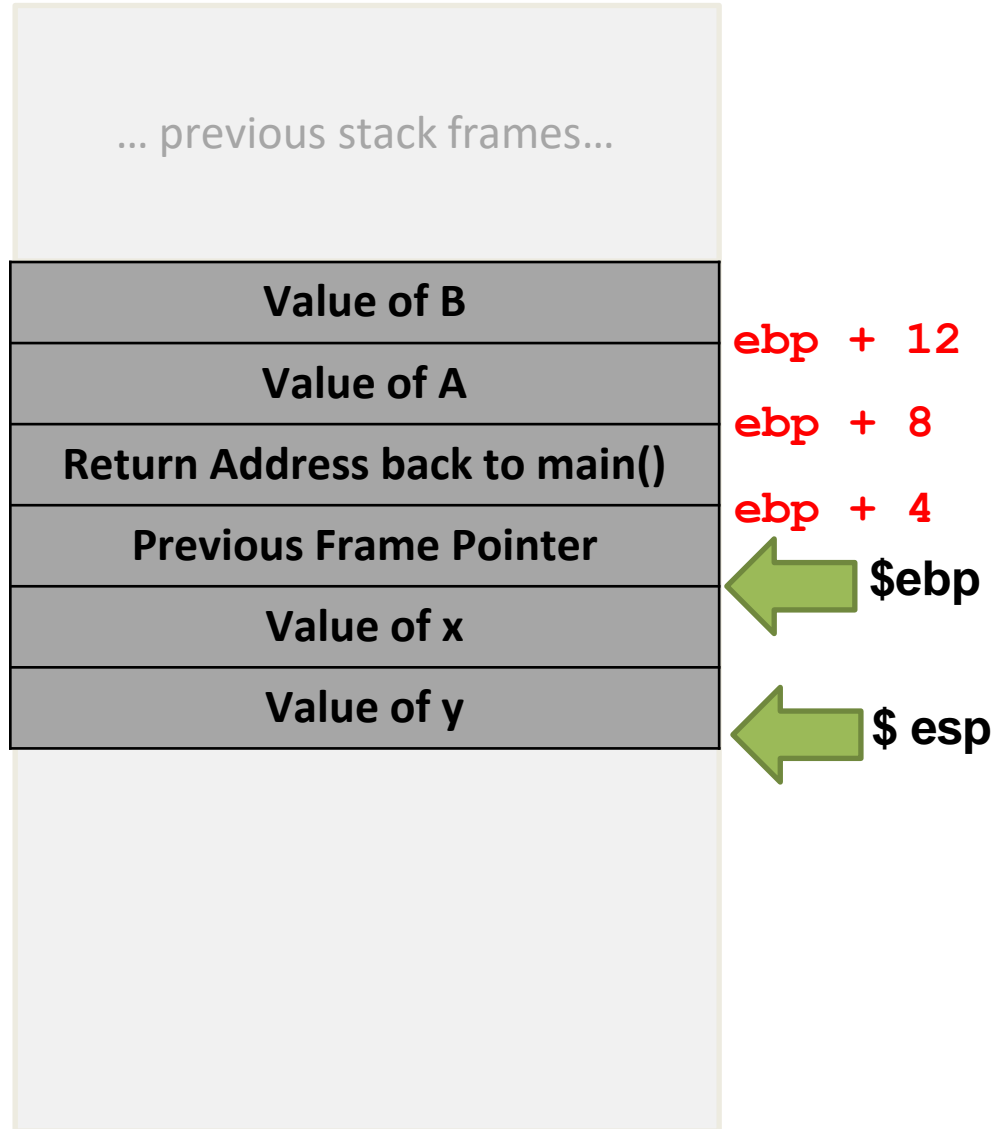 ... previous stack frames...
Value of B
ebp + 12
Value of A
ebp + 8
Return Address back to main()
ebp + 4
Previous Frame Pointer
$ebp
Value of x
Value of y
$ esp